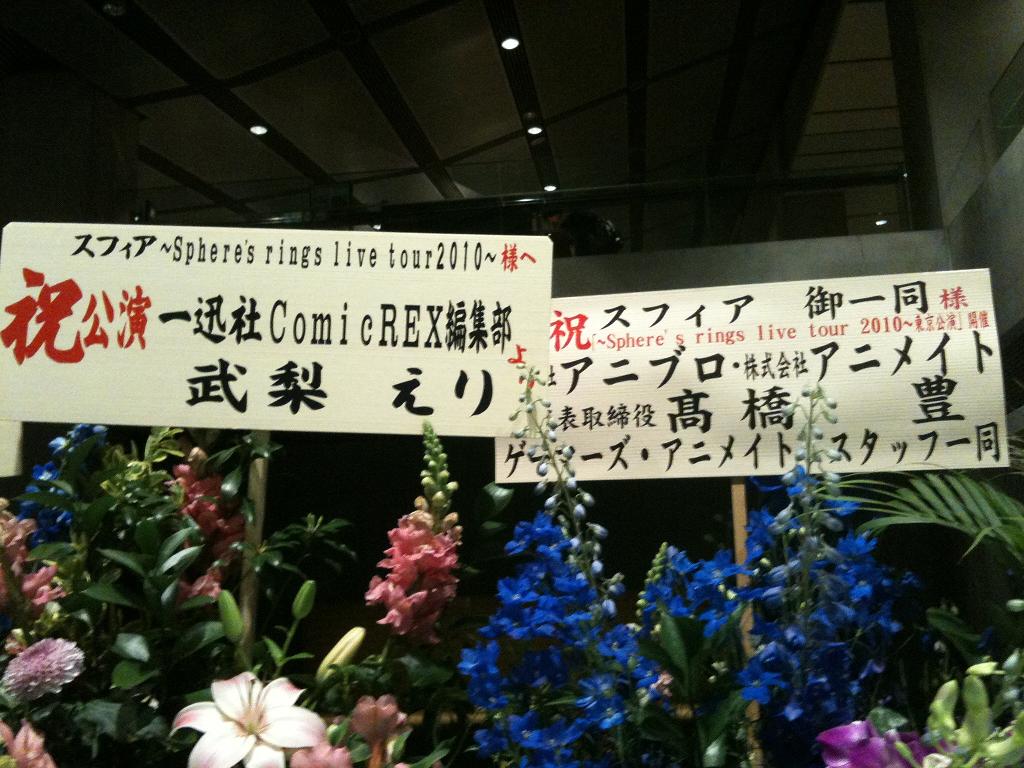 スフィア~Sphere's rings live tour2010~様へ
祝公演 一迅社ComicREX編集部
武梨 えり より
スフィア 御一同様
祝「~Sphere's rings live tour 2010~東京公演」開催
アニブロ・株式会社アニメイト
表取締役 髙橋 豊
ゲーマーズ・アニメイト スタッフ一同